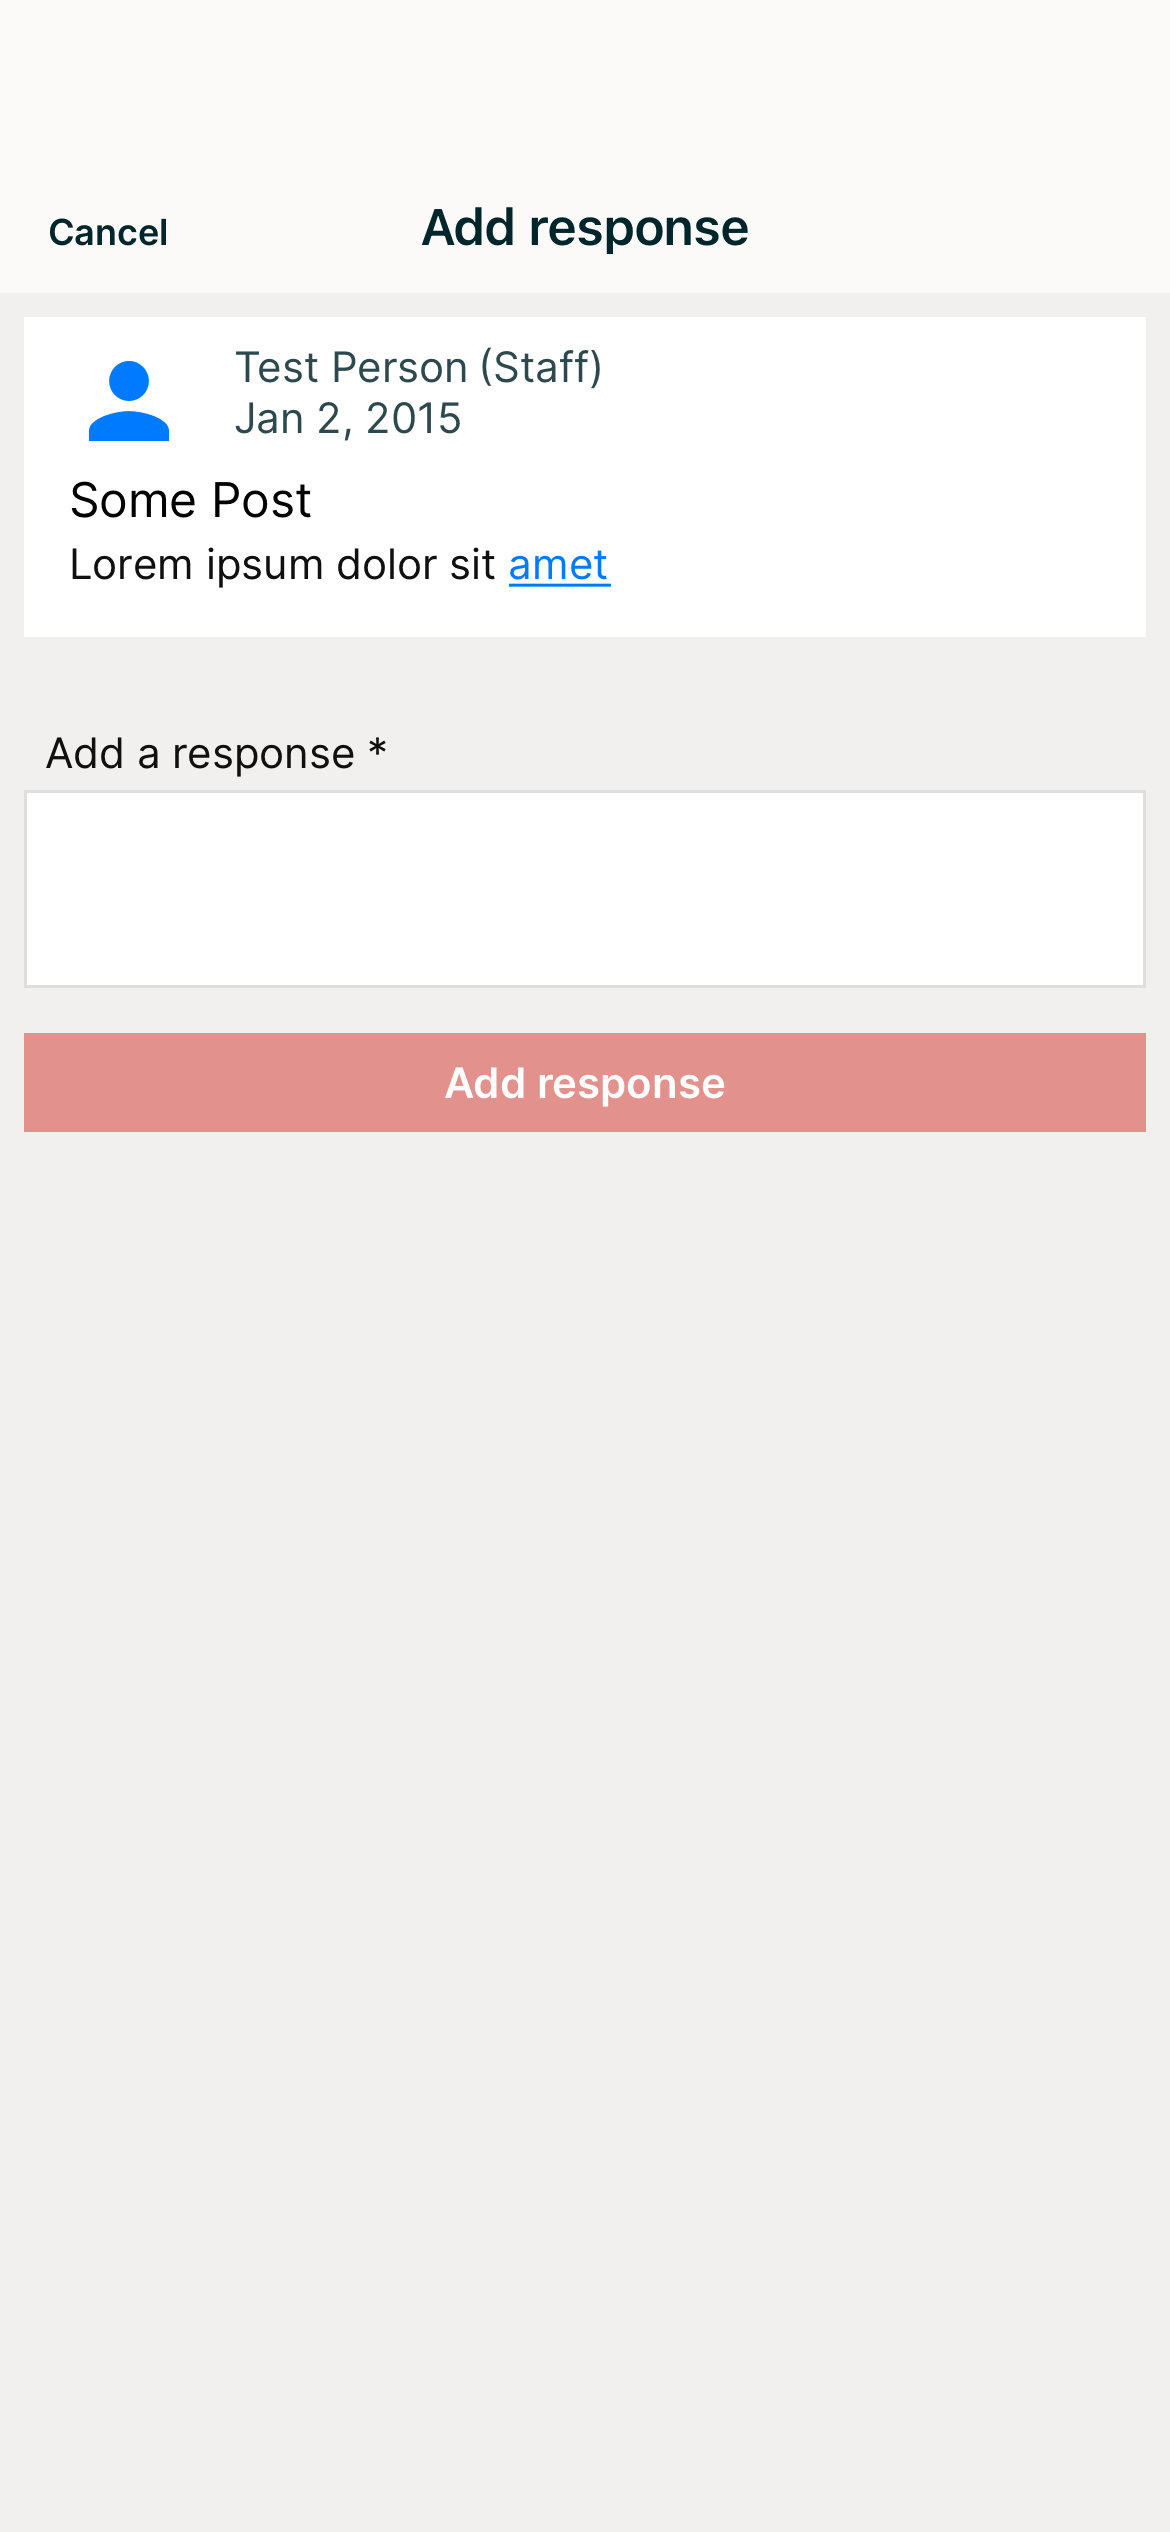 Cancel
Add response
Test Person (Staff)
Jan 2, 2015
Some Post
Lorem ipsum dolor sit amet
Add a response *
Add response